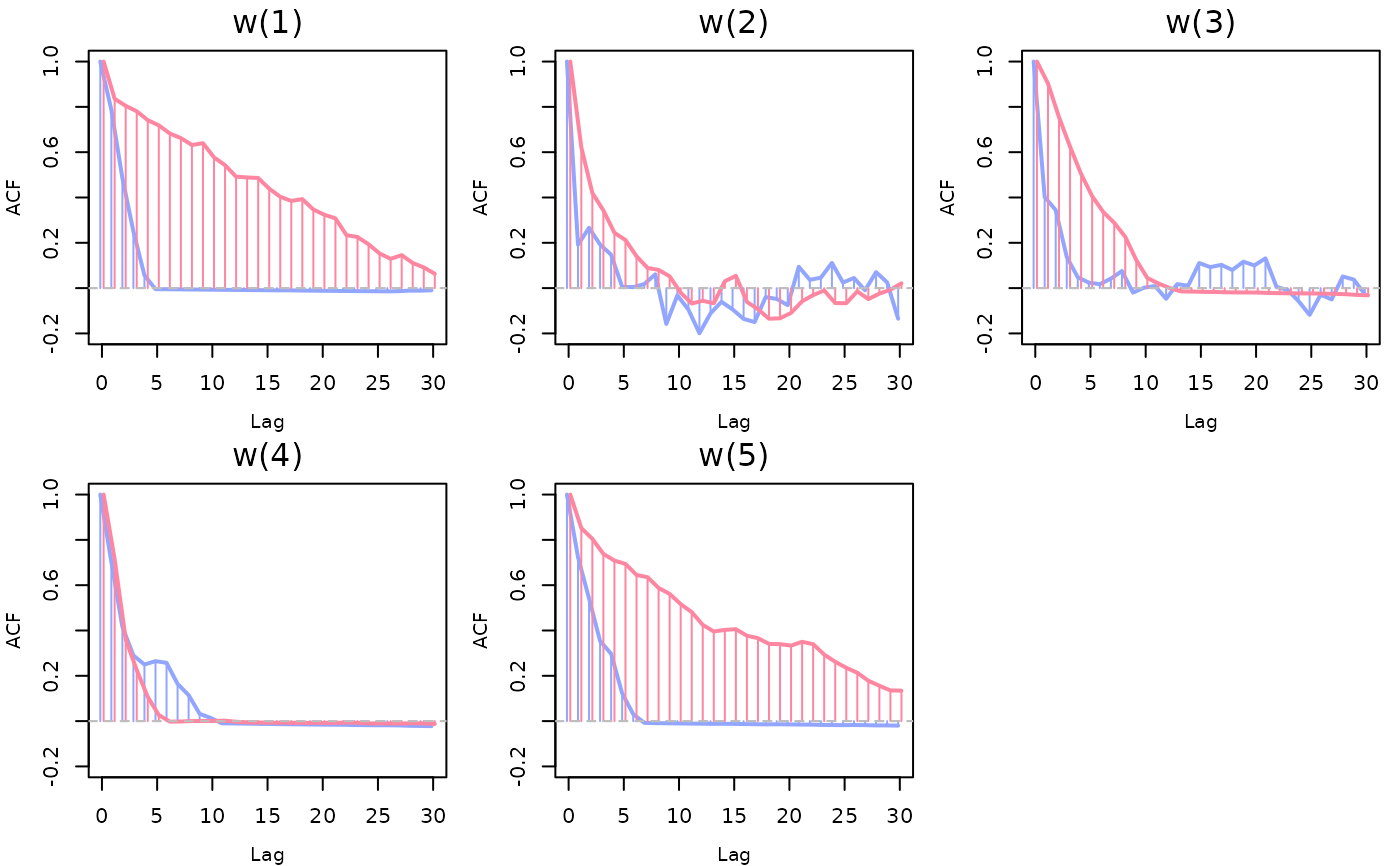 w(1) w(2) w(3)
ACF -0.2 0.2 0.6 1.0 ACF -0.2 0.2 0.6 1.0 ACF -0.2 0.2 0.6 1.0
0 5 10 15 20 25 30 0 5 10 15 20 25 30 0 5 10 15 20 25 30
Lag Lag Lag
w(4) w(5)
ACF -0.2 0.2 0.6 1.0 ACF -0.2 0.2 0.6 1.0
0 5 10 15 20 25 30 0 5 10 15 20 25 30
Lag Lag